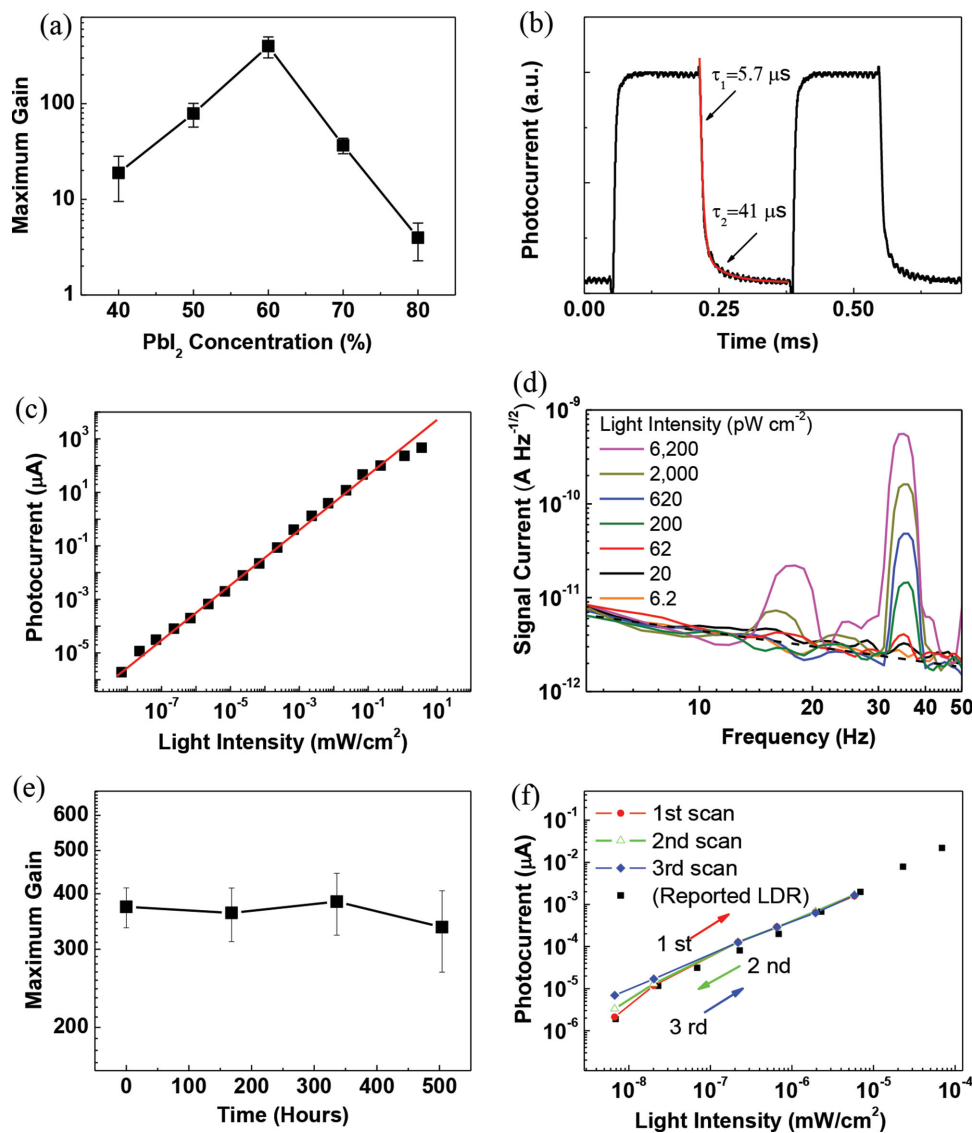 (a)
Maximum Gain
100
10
1
40 50 60 70 80
PbI₂ Concentration (%)
(b)
Photocurrent (a.u.)
τ₁=5.7 μs
τ₂=41 μs
0.00 0.25 0.50
Time (ms)
(c)
Photocurrent (μA)
10³
10¹
10⁻¹
10⁻³
10⁻⁵
10⁻⁷ 10⁻⁵ 10⁻³ 10⁻¹ 10¹
Light Intensity (mW/cm²)
(d)
Signal Current (A Hz⁻¹/²)
10⁻⁹
10⁻¹⁰
10⁻¹¹
10⁻¹²
Light Intensity (pW cm⁻²)
6,200
2,000
620
200
62
20
6.2
10 20 30 40 50
Frequency (Hz)
(e)
Maximum Gain
600
500
400
300
200
0 100 200 300 400 500
Time (Hours)
(f)
Photocurrent (μA)
10⁻¹
10⁻²
10⁻³
10⁻⁴
10⁻⁵
10⁻⁶
1st scan
2nd scan
3rd scan
(Reported LDR)
1 st
2 nd
3 rd
10⁻⁸ 10⁻⁷ 10⁻⁶ 10⁻⁵ 10⁻⁴
Light Intensity (mW/cm²)